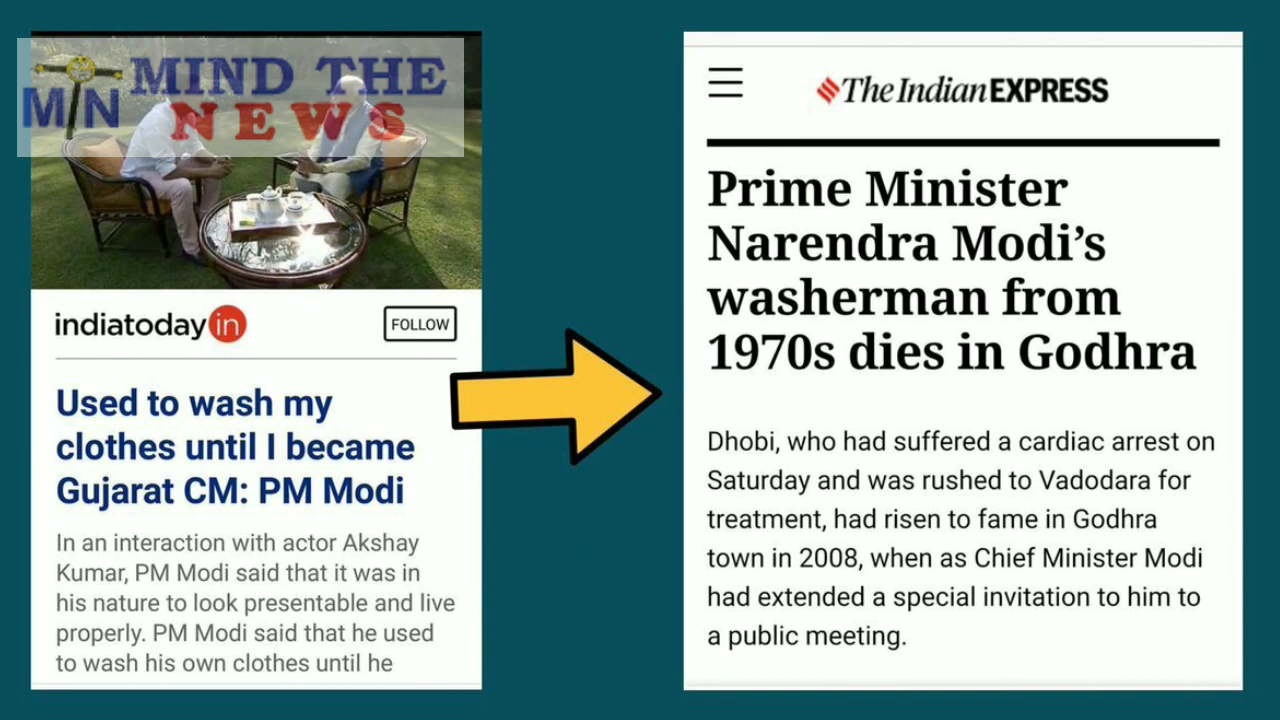 MIND THE
MN
NEWS
indiatoday in
FOLLOW
Used to wash my
clothes until I became
Gujarat CM: PM Modi
In an interaction with actor Akshay
Kumar, PM Modi said that it was in
his nature to look presentable and live
properly. PM Modi said that he used
to wash his own clothes until he
The Indian EXPRESS
Prime Minister
Narendra Modi’s
washerman from
1970s dies in Godhra
Dhobi, who had suffered a cardiac arrest on
Saturday and was rushed to Vadodara for
treatment, had risen to fame in Godhra
town in 2008, when as Chief Minister Modi
had extended a special invitation to him to
a public meeting.